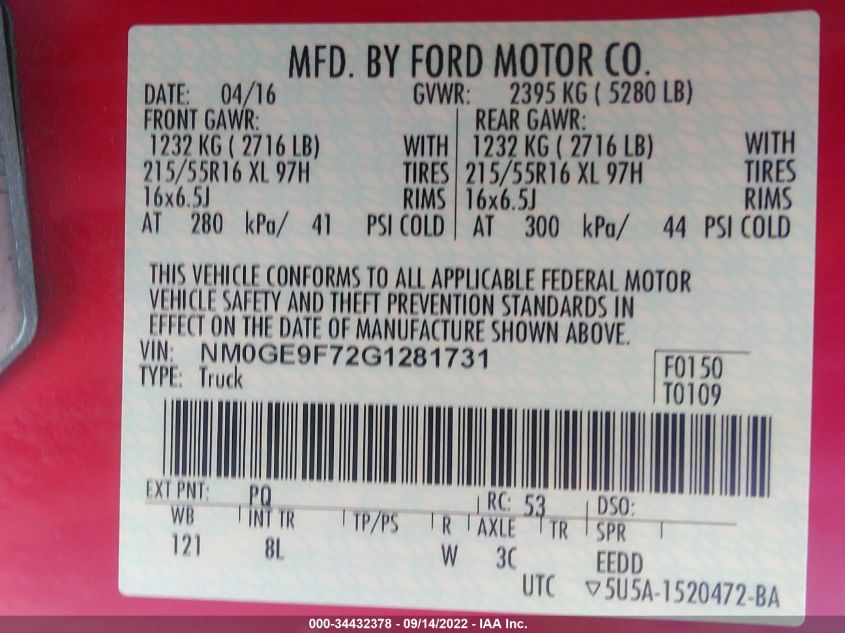 MFD. BY FORD MOTOR CO.
DATE: 04/16 GVWR: 2395 KG ( 5280 LB)
FRONT GAWR: REAR GAWR:
1232 KG ( 2716 LB) WITH 1232 KG ( 2716 LB) WITH
215/55R16 XL 97H TIRES 215/55R16 XL 97H TIRES
16x6.5J RIMS 16x6.5J RIMS
AT 280 kPa/ 41 PSI COLD AT 300 kPa/ 44 PSI COLD
THIS VEHICLE CONFORMS TO ALL APPLICABLE FEDERAL MOTOR
VEHICLE SAFETY AND THEFT PREVENTION STANDARDS IN
EFFECT ON THE DATE OF MANUFACTURE SHOWN ABOVE.
VIN: NM0GE9F72G1281731
F0150
TYPE: Truck
T0109
EXT PNT: PQ RC: 53 DSO:
WB INT TR TP/PS R AXLE TR SPR
121 8L W 3C EEDD
UTC ▽5U5A-1520472-BA
000-34432378 - 09/14/2022 - IAA Inc.